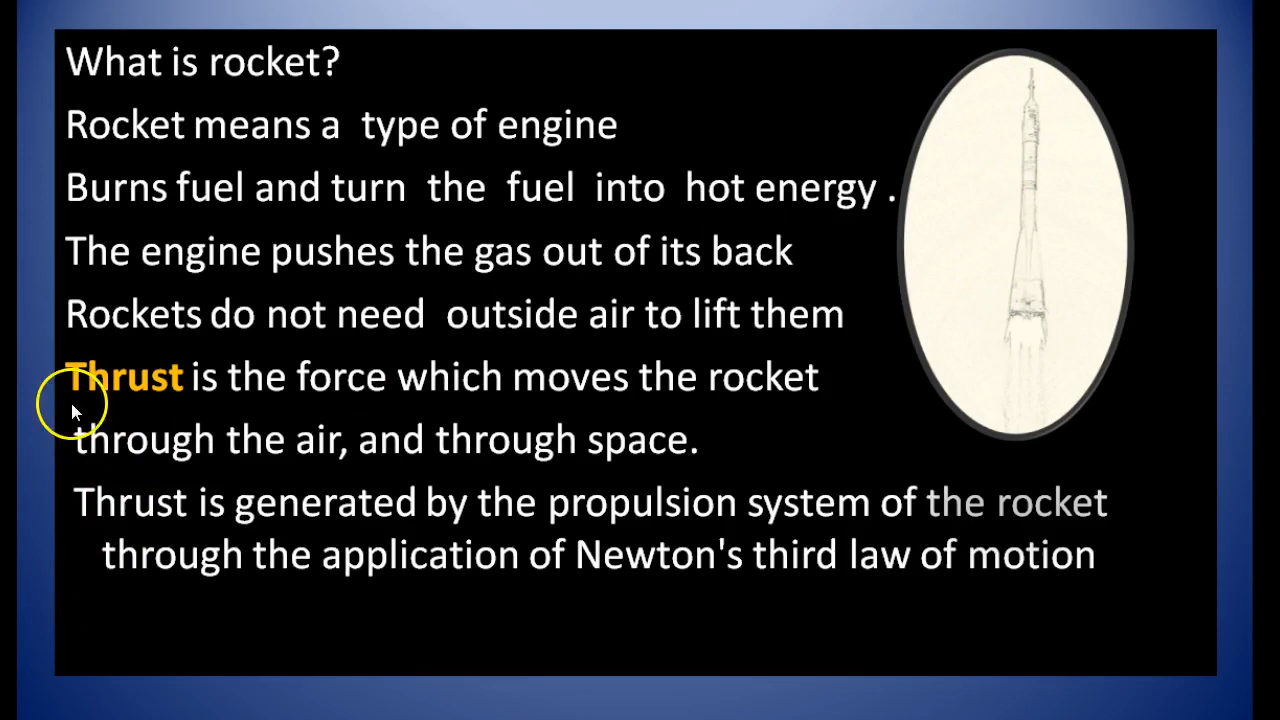 What is rocket?
Rocket means a type of engine
Burns fuel and turn the fuel into hot energy .
The engine pushes the gas out of its back
Rockets do not need outside air to lift them
Thrust is the force which moves the rocket
through the air, and through space.
Thrust is generated by the propulsion system of the rocket
through the application of Newton's third law of motion